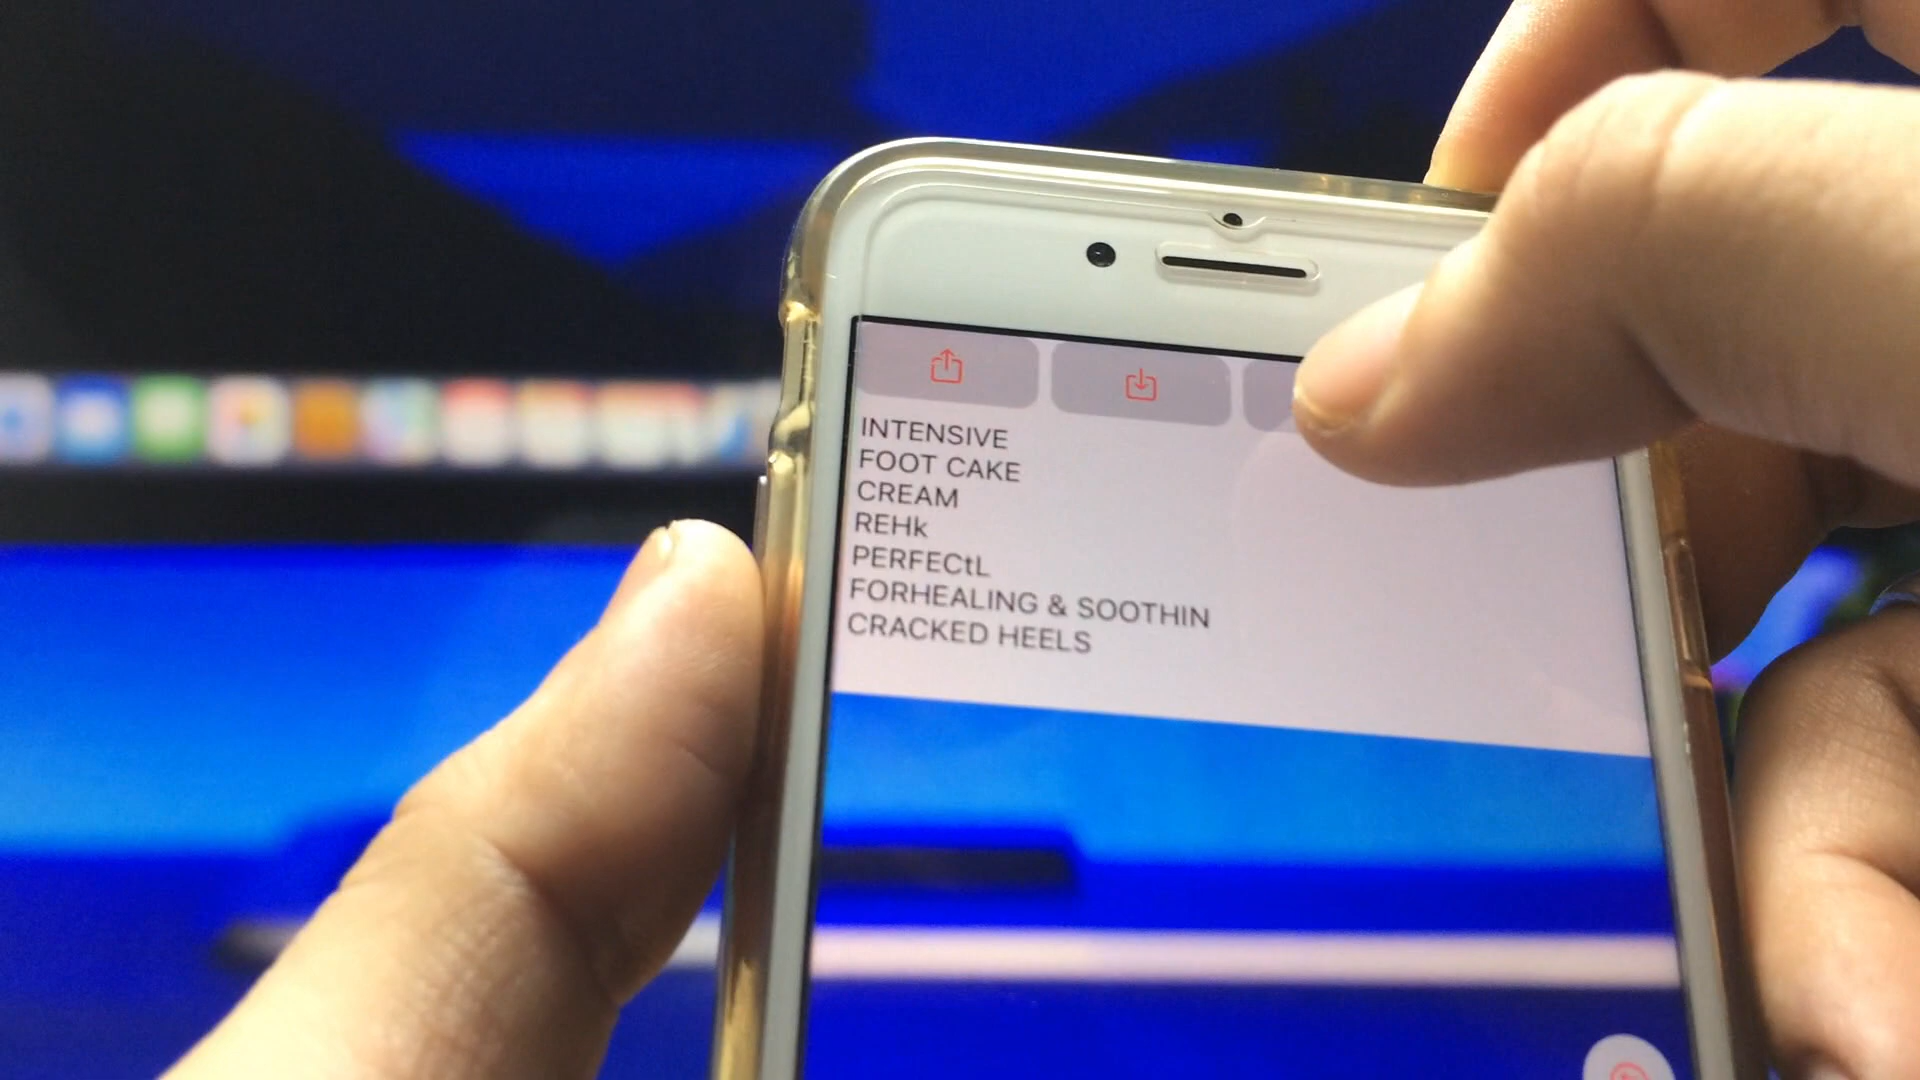 INTENSIVE
FOOT CAKE
CREAM
REHk
PERFECtL
FORHEALING & SOOTHIN
CRACKED HEELS